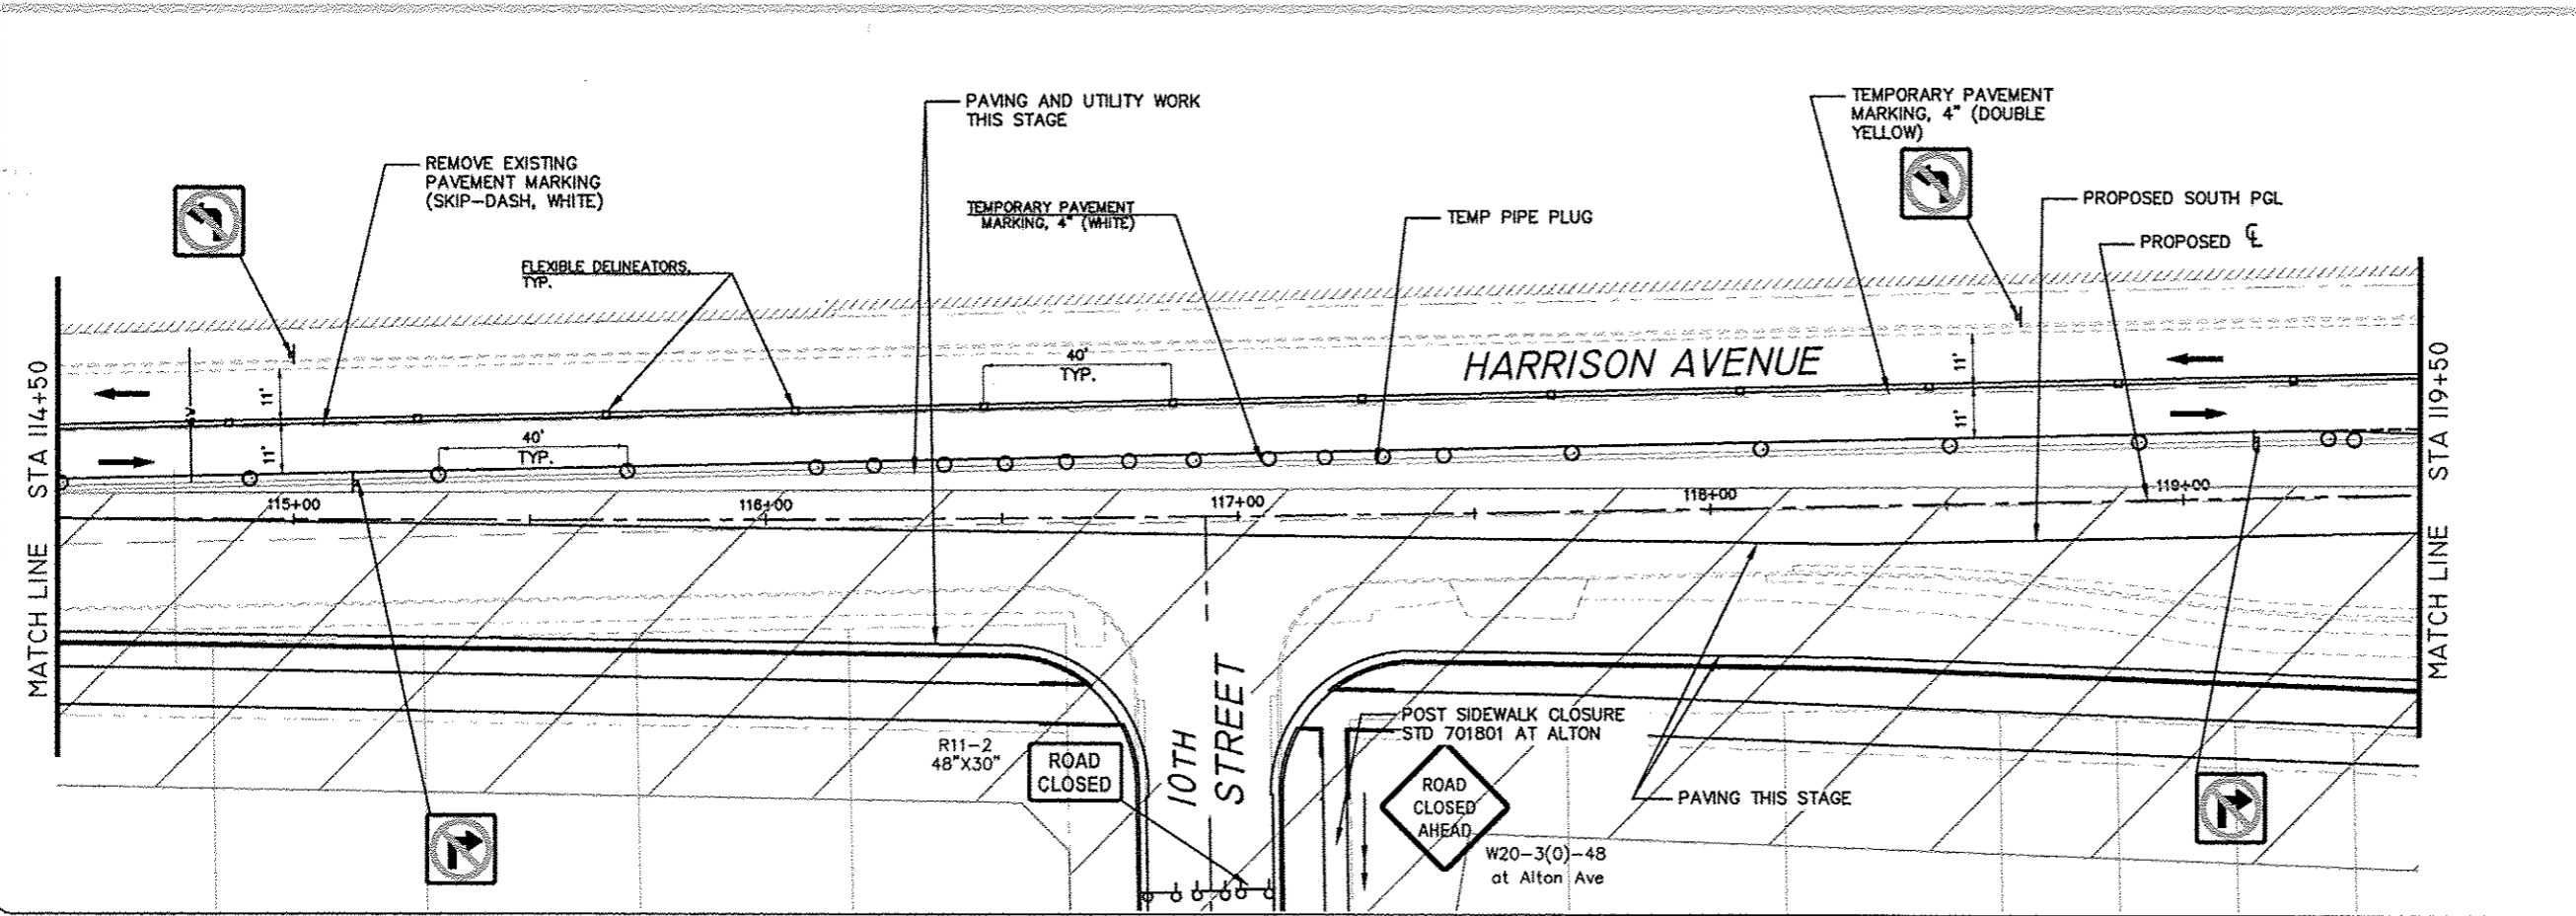 PAVING AND UTILITY WORK
THIS STAGE
TEMPORARY PAVEMENT
MARKING, 4" (DOUBLE
YELLOW)
REMOVE EXISTING
PAVEMENT MARKING
(SKIP-DASH, WHITE)
TEMPORARY PAVEMENT
MARKING, 4" (WHITE)
TEMP PIPE PLUG
PROPOSED SOUTH PGL
PROPOSED ℄
FLEXIBLE DELINEATORS,
TYP.
HARRISON AVENUE
40'
TYP.
11'
11'
40'
TYP.
11'
11'
MATCH LINE STA 114+50
MATCH LINE STA 119+50
115+00
116+00
117+00
118+00
119+00
10TH
STREET
R11-2
48"X30"
ROAD
CLOSED
POST SIDEWALK CLOSURE
STD 701801 AT ALTON
ROAD
CLOSED
AHEAD
W20-3(0)-48
at Alton Ave
PAVING THIS STAGE